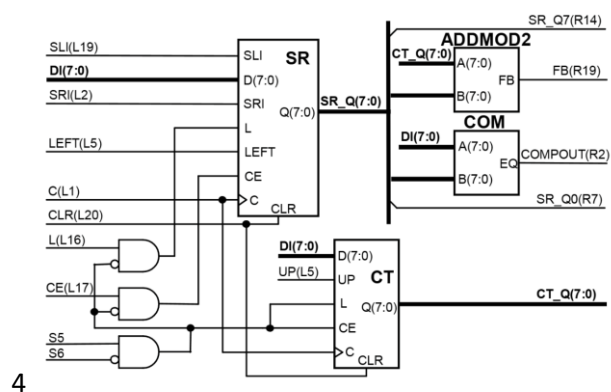 SR_Q7(R14)
ADDMOD2
SLI(L19)
SLI
SR
CT_Q(7:0)
A(7:0)
DI(7:0)
D(7:0)
FB
FB(R19)
SRI(L2)
SRI
Q(7:0)
SR_Q(7:0)
B(7:0)
L
COM
LEFT(L5)
LEFT
DI(7:0)
A(7:0)
CE
EQ
COMPOUT(R2)
C(L1)
C
B(7:0)
CLR(L20)
CLR
SR_Q0(R7)
L(L16)
DI(7:0)
D(7:0)
UP(L5)
UP
CT
CE(L17)
L
Q(7:0)
CT_Q(7:0)
CE
S5
S6
C
CLR
4